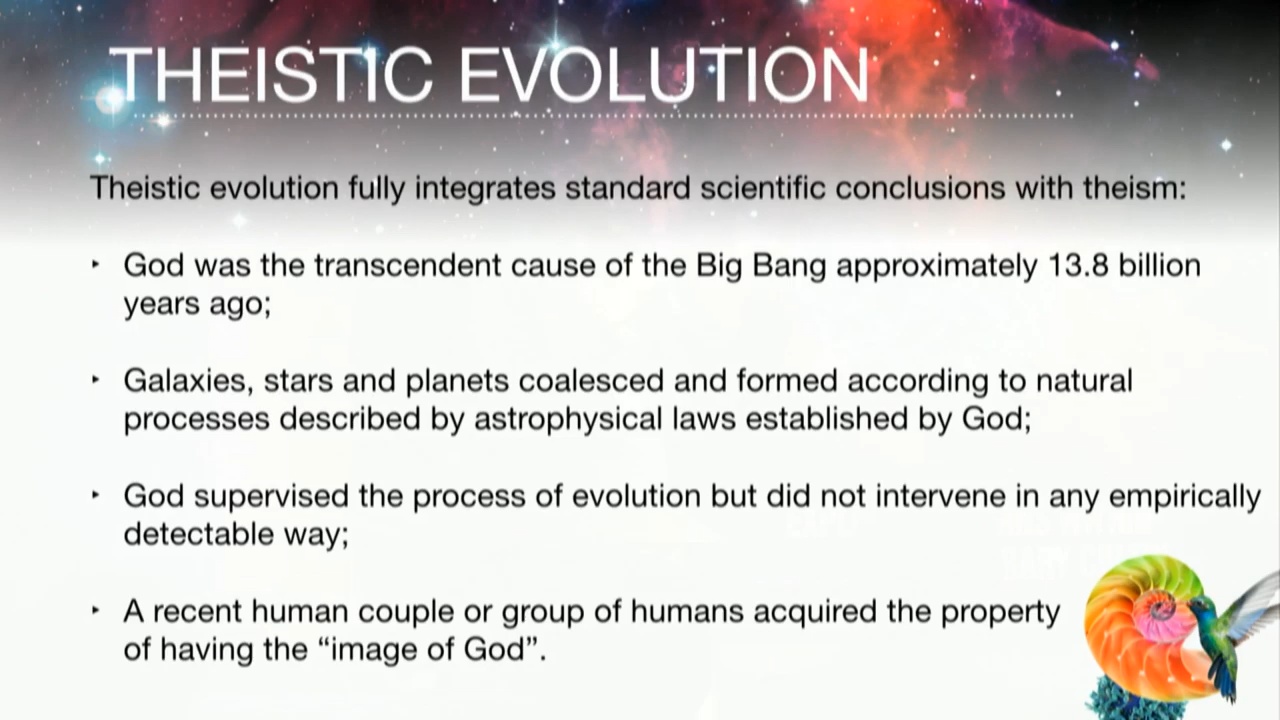 THEISTIC EVOLUTION
Theistic evolution fully integrates standard scientific conclusions with theism:
‣ God was the transcendent cause of the Big Bang approximately 13.8 billion
years ago;
‣ Galaxies, stars and planets coalesced and formed according to natural
processes described by astrophysical laws established by God;
‣ God supervised the process of evolution but did not intervene in any empirically
detectable way;
‣ A recent human couple or group of humans acquired the property
of having the “image of God”.